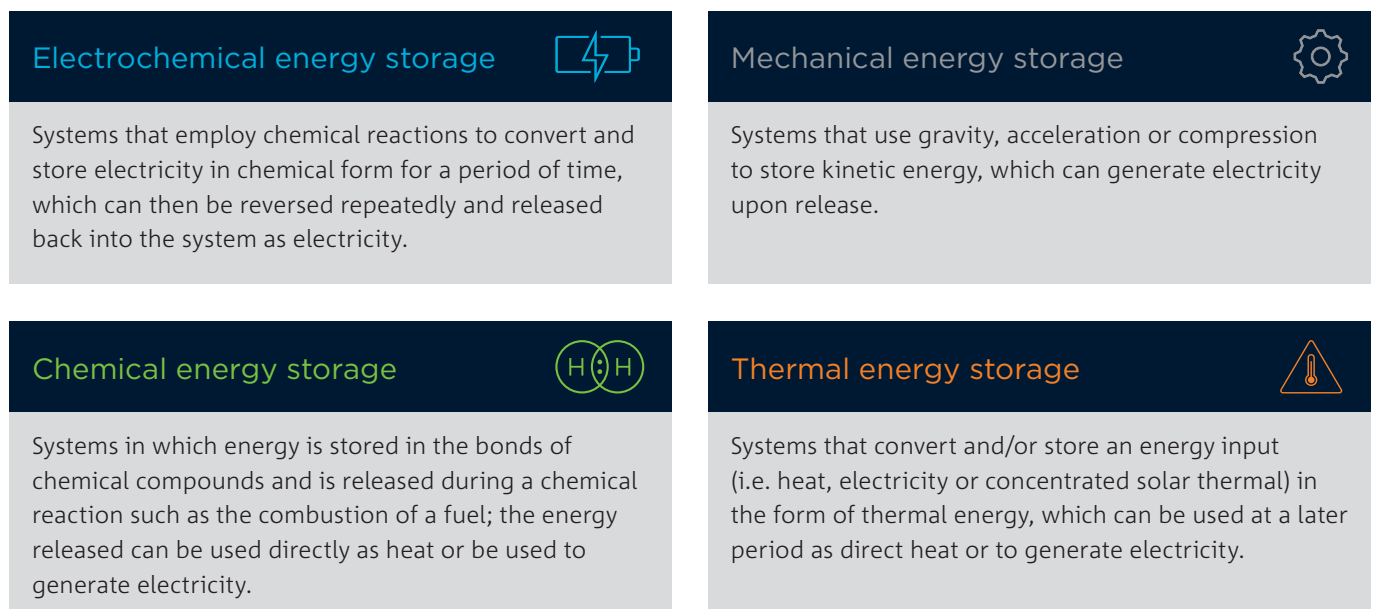 Electrochemical energy storage
Systems that employ chemical reactions to convert and
store electricity in chemical form for a period of time,
which can then be reversed repeatedly and released
back into the system as electricity.
Mechanical energy storage
Systems that use gravity, acceleration or compression
to store kinetic energy, which can generate electricity
upon release.
Chemical energy storage
H:H
Systems in which energy is stored in the bonds of
chemical compounds and is released during a chemical
reaction such as the combustion of a fuel; the energy
released can be used directly as heat or be used to
generate electricity.
Thermal energy storage
Systems that convert and/or store an energy input
(i.e. heat, electricity or concentrated solar thermal) in
the form of thermal energy, which can be used at a later
period as direct heat or to generate electricity.